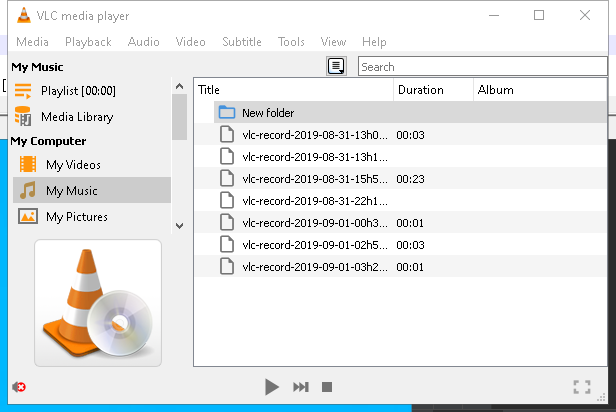 VLC media player
Media Playback Audio Video Subtitle Tools View Help
My Music
Search
Playlist [00:00]
Media Library
My Computer
My Videos
My Music
My Pictures
Title Duration Album
New folder
vlc-record-2019-08-31-13h0... 00:03
vlc-record-2019-08-31-13h1...
vlc-record-2019-08-31-15h5... 00:23
vlc-record-2019-08-31-22h1...
vlc-record-2019-09-01-00h3... 00:01
vlc-record-2019-09-01-02h5... 00:03
vlc-record-2019-09-01-03h2... 00:01